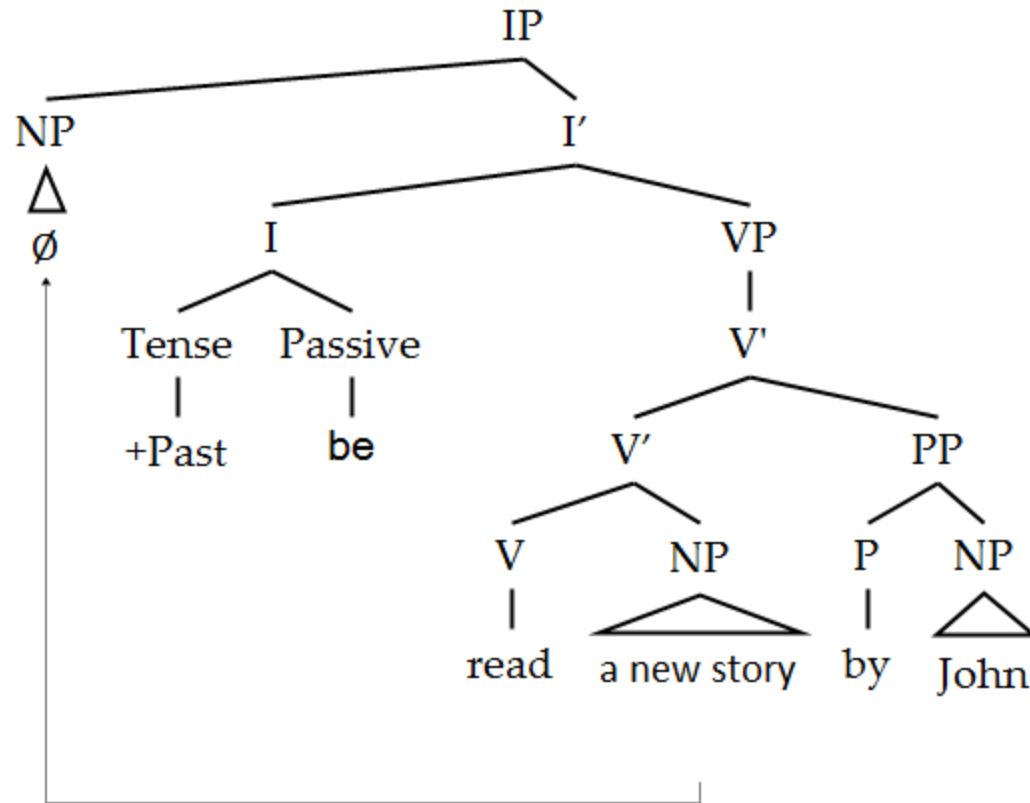 IP
NP I′
Ø I VP
Tense Passive V'
+Past be V′ PP
V NP P NP
read a new story by John